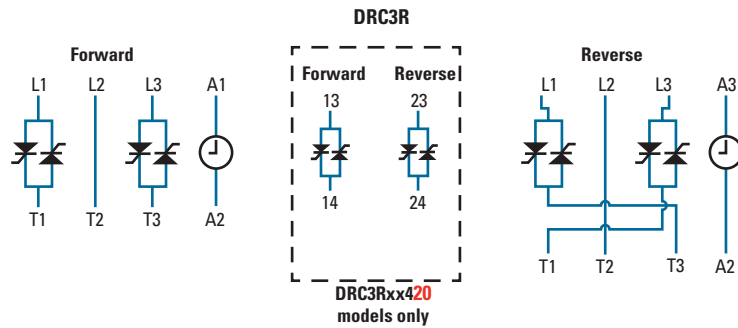 DRC3R
Forward
L1 L2 L3 A1
T1 T2 T3 A2
Forward Reverse
13 23
14 24
DRC3Rxx420
models only
Reverse
L1 L2 L3 A3
T1 T2 T3 A2